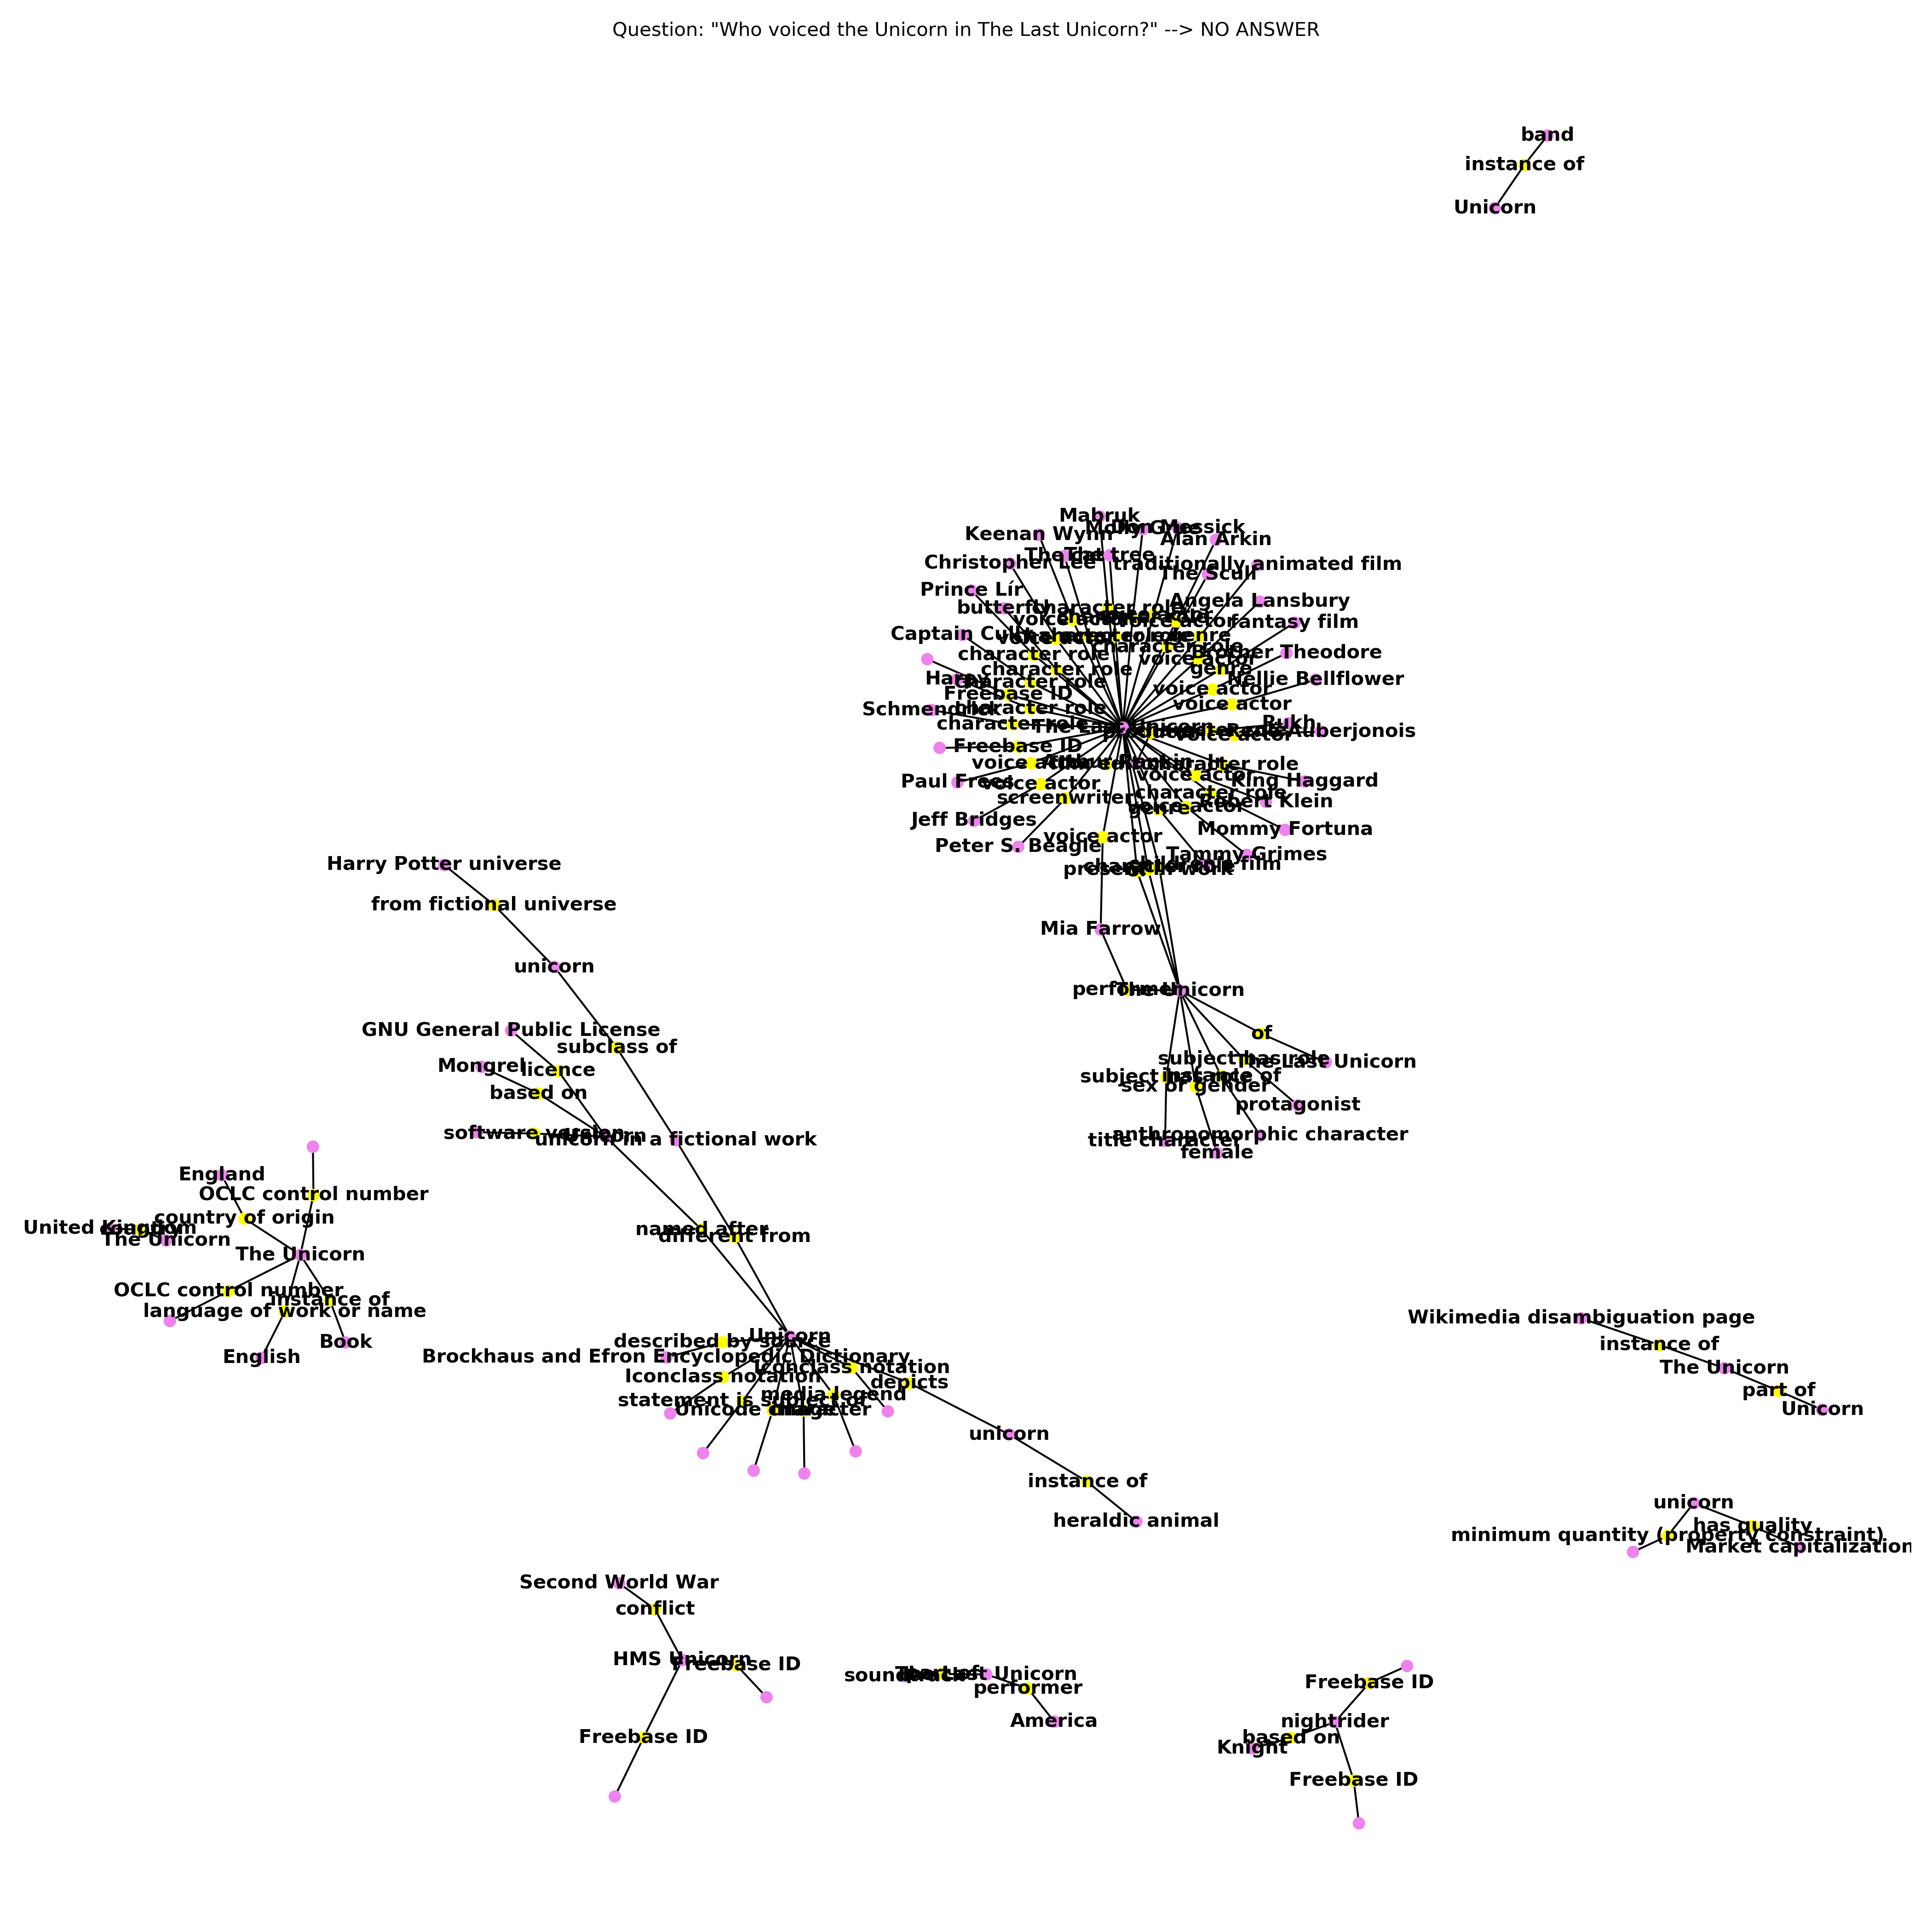 Question: "Who voiced the Unicorn in The Last Unicorn?" --> NO ANSWER
band
instance of
Unicorn
Mabruk
Don Messick
Keenan Wynn
Alan Arkin
The cat
The tree
Christopher Lee
traditionally animated film
The Scull
Prince Lír
Angela Lansbury
butterfly
character role
voice actor
fantasy film
Captain Cully
voice actor
genre
character role
character role
Brother Theodore
voice actor
character role
genre
Harpy
character role
Nellie Bellflower
Freebase ID
voice actor
voice actor
Schmendrick
character role
character role
Rukh
The Last Unicorn
René Auberjonois
voice actor
Freebase ID
voice actor
character role
voice actor
King Haggard
Paul Frees
voice actor
screenwriter
character role
Robert Klein
voice actor
genre
Jeff Bridges
Mommy Fortuna
voice actor
Peter S. Beagle
Tammy Grimes
present in work
Harry Potter universe
from fictional universe
Mia Farrow
unicorn
performer
The Unicorn
GNU General Public License
of
subclass of
subject has role
The Last Unicorn
Mongrel
licence
subject has role
instance of
based on
sex or gender
protagonist
software version
Unicorn
unicorn in a fictional work
anthropomorphic character
title character
female
England
OCLC control number
country of origin
United Kingdom
country
The Unicorn
named after
different from
The Unicorn
OCLC control number
instance of
language of work or name
Wikimedia disambiguation page
Unicorn
described by source
Book
English
instance of
Brockhaus and Efron Encyclopedic Dictionary
Iconclass notation
The Unicorn
Iconclass notation
depicts
media legend
part of
statement is subject of
Unicode character
image
Unicorn
unicorn
instance of
heraldic animal
unicorn
has quality
minimum quantity (property constraint)
Market capitalization
Second World War
conflict
HMS Unicorn
Freebase ID
soundtrack
part of
The Last Unicorn
performer
America
Freebase ID
Freebase ID
nightrider
based on
Knight
Freebase ID